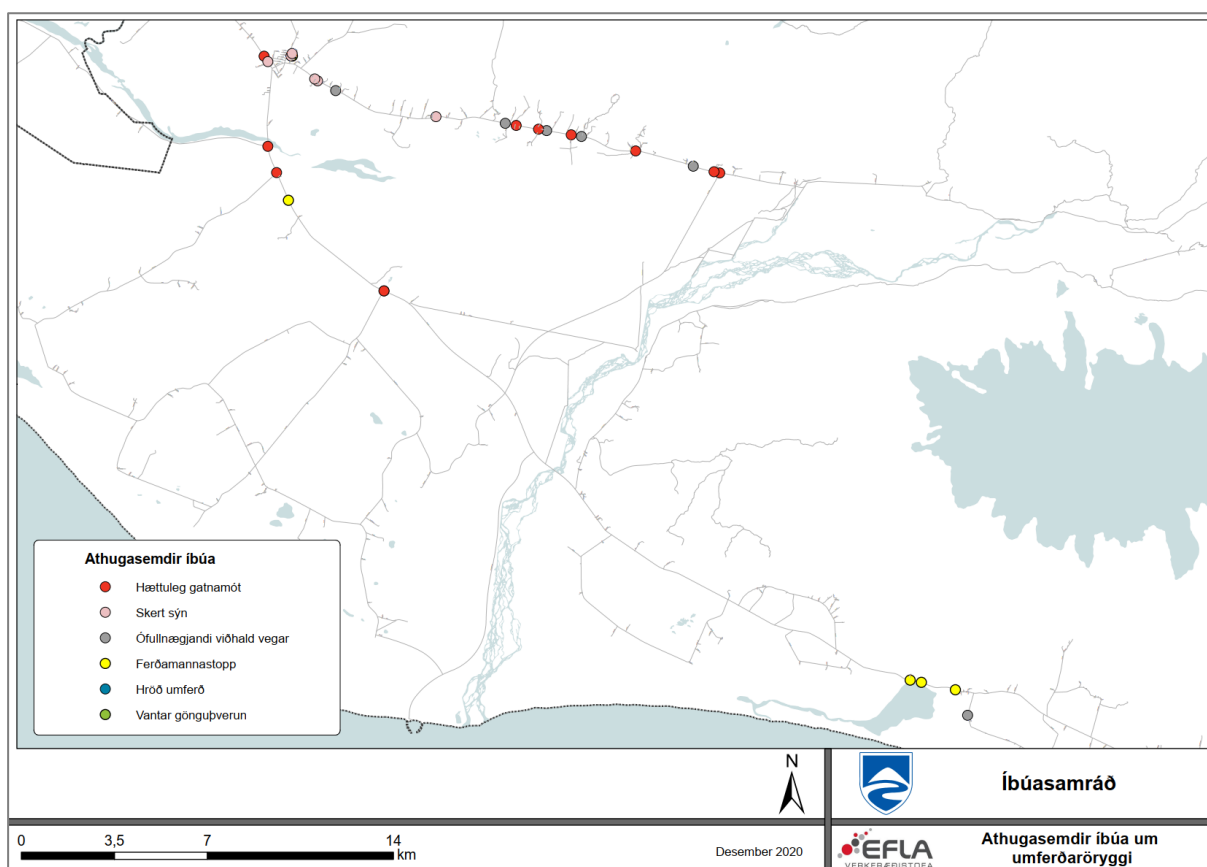 Athugasemdir íbúa
Hættuleg gatnamót
Skert sýn
Ófullnægjandi viðhald vegar
Ferðamannastopp
Hröð umferð
Vantar gönguþverun
N
Íbúasamráð
0 3,5 7 14
km
Desember 2020
EFLA
VERKFRÆÐISTOFA
Athugasemdir íbúa um
umferðaröryggi